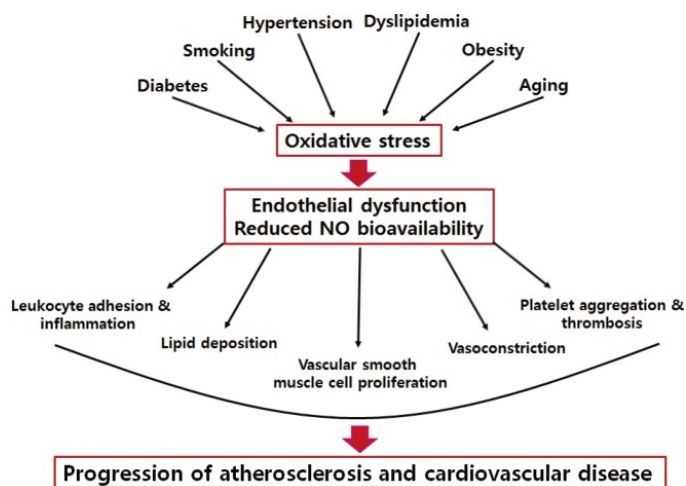 Hypertension
Dyslipidemia
Smoking
Obesity
Diabetes
Aging
Oxidative stress
Endothelial dysfunction
Reduced NO bioavailability
Leukocyte adhesion &
inflammation
Lipid deposition
Vascular smooth
muscle cell proliferation
Vasoconstriction
Platelet aggregation &
thrombosis
Progression of atherosclerosis and cardiovascular disease